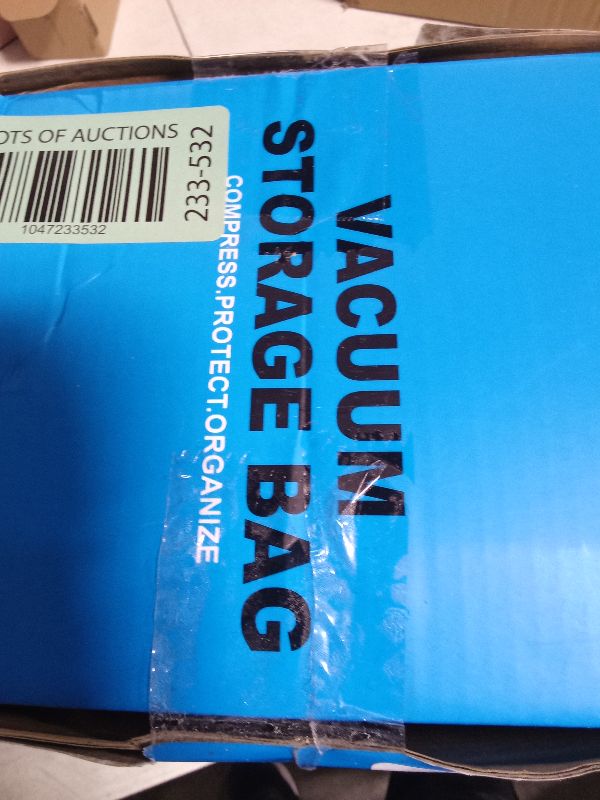 OTS OF AUCTIONS
1047233532
233-532
VACUUM
STORAGE BAG
COMPRESS.PROTECT.ORGANIZE